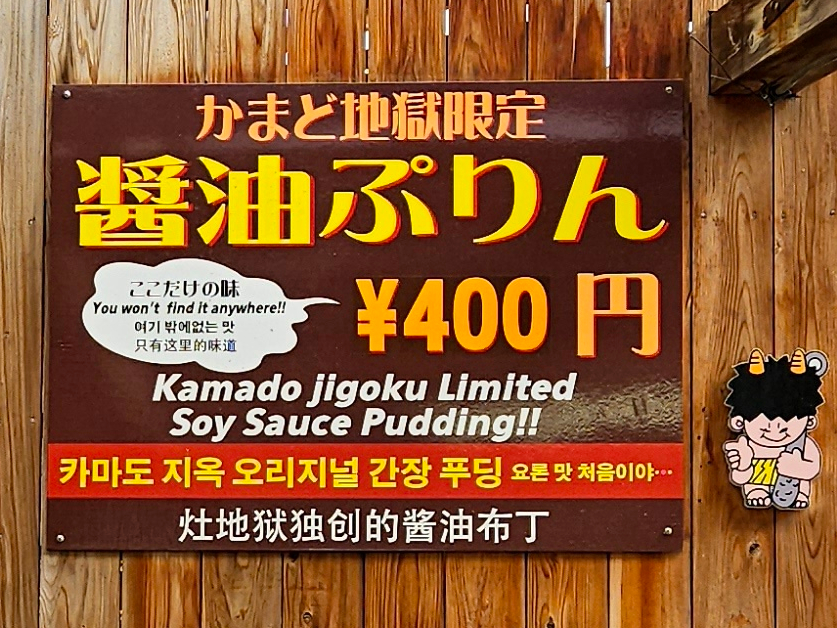 かまど地獄限定
醤油ぷりん
ここだけの味
You won't find it anywhere!!
여기 밖에없는 맛
只有这里的味道
¥400 円
Kamado jigoku Limited
Soy Sauce Pudding!!
카마도 지옥 오리지널 간장 푸딩 요론 맛 처음이야…
灶地狱独创的酱油布丁